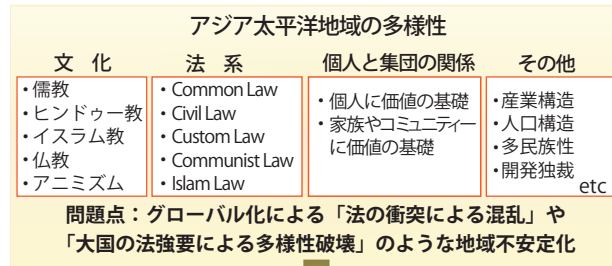 アジア太平洋地域の多様性
文 化
・儒教
・ヒンドゥー教
・イスラム教
・仏教
・アニミズム
法 系
・Common Law
・Civil Law
・Custom Law
・Communist Law
・Islam Law
個人と集団の関係
・個人に価値の基礎
・家族やコミュニティー
に価値の基礎
その他
・産業構造
・人口構造
・多民族性
・開発独裁
etc
問題点：グローバル化による「法の衝突による混乱」や
「大国の法強要による多様性破壊」のような地域不安定化